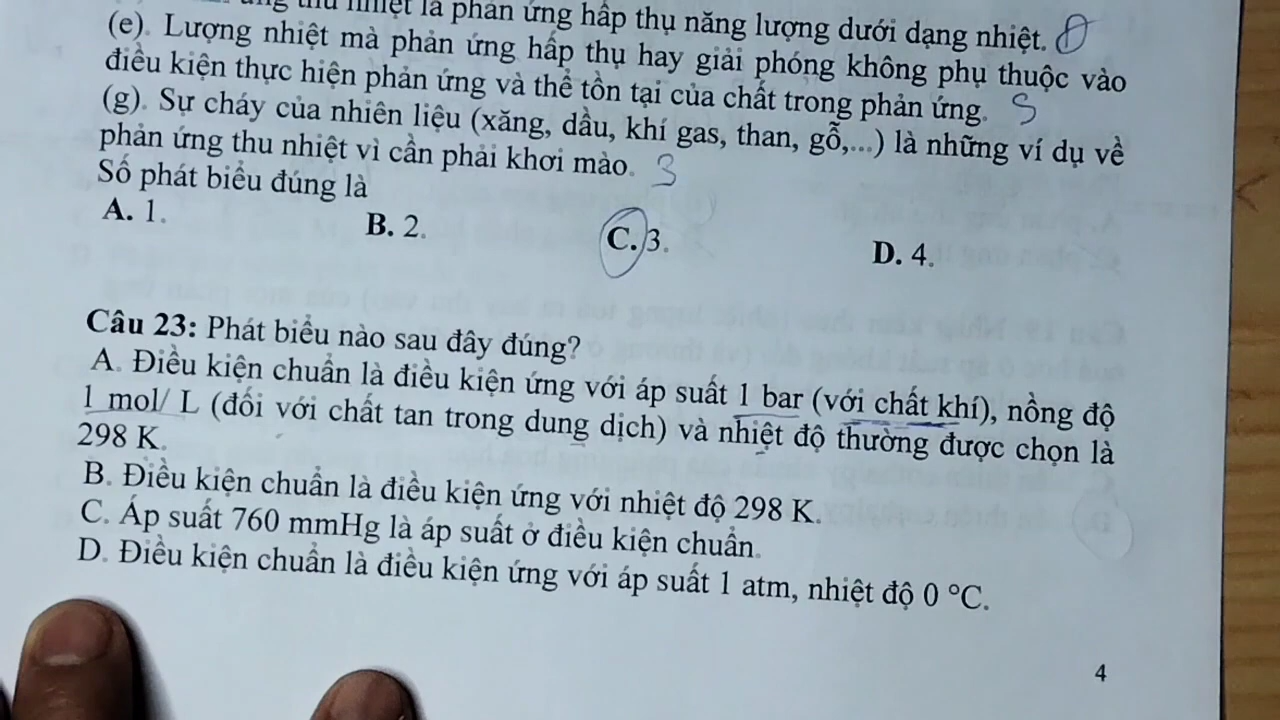 thu nhiệt là phản ứng hấp thụ năng lượng dưới dạng nhiệt.
(e). Lượng nhiệt mà phản ứng hấp thụ hay giải phóng không phụ thuộc vào
điều kiện thực hiện phản ứng và thể tồn tại của chất trong phản ứng. S
(g). Sự cháy của nhiên liệu (xăng, dầu, khí gas, than, gỗ,...) là những ví dụ về
phản ứng thu nhiệt vì cần phải khơi mào.
Số phát biểu đúng là
A. 1. B. 2. C. 3. D. 4.
Câu 23: Phát biểu nào sau đây đúng?
A. Điều kiện chuẩn là điều kiện ứng với áp suất 1 bar (với chất khí), nồng độ
1 mol/ L (đối với chất tan trong dung dịch) và nhiệt độ thường được chọn là
298 K.
B. Điều kiện chuẩn là điều kiện ứng với nhiệt độ 298 K.
C. Áp suất 760 mmHg là áp suất ở điều kiện chuẩn.
D. Điều kiện chuẩn là điều kiện ứng với áp suất 1 atm, nhiệt độ 0 °C.
4